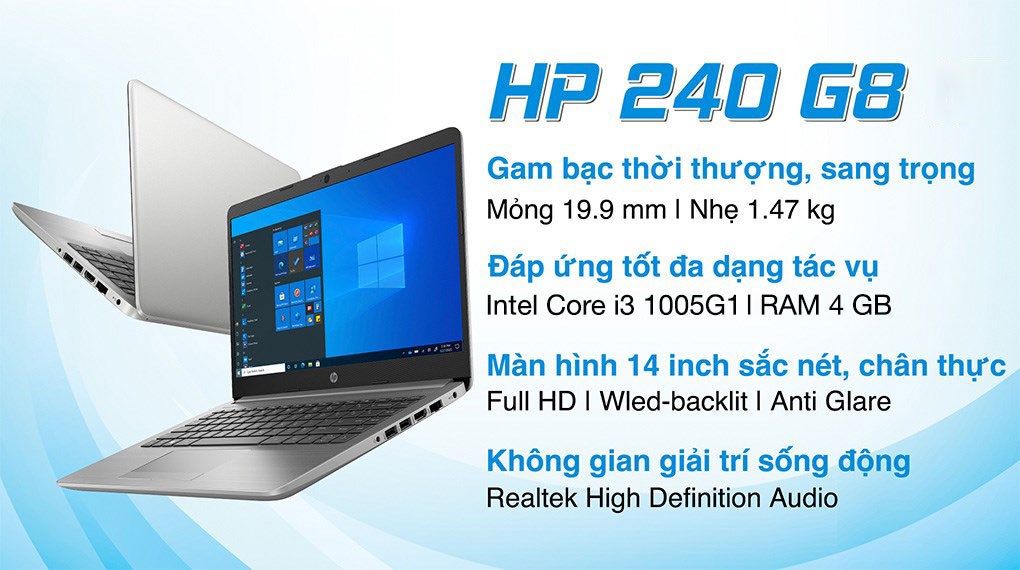 HP 240 G8
Gam bạc thời thượng, sang trọng
Mỏng 19.9 mm | Nhẹ 1.47 kg
Đáp ứng tốt đa dạng tác vụ
Intel Core i3 1005G1 | RAM 4 GB
Màn hình 14 inch sắc nét, chân thực
Full HD | Wled-backlit | Anti Glare
Không gian giải trí sống động
Realtek High Definition Audio
hp